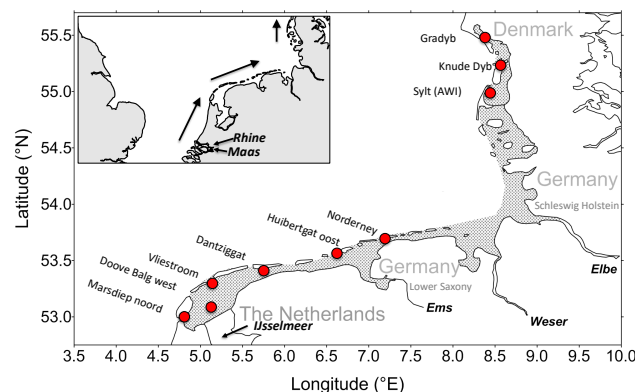 55.5
55.0
54.5
54.0
53.5
53.0
Latitude (°N)
Rhine
Maas
Denmark
Gradyb
Knude Dyb
Sylt (AWI)
Germany
Schleswig Holstein
Norderney
Huibertgat oost
Dantziggat
Vliestroom
Doove Balg west
Marsdiep noord
Germany
Lower Saxony
The Netherlands
IJsselmeer
Ems
Weser
Elbe
3.5 4.0 4.5 5.0 5.5 6.0 6.5 7.0 7.5 8.0 8.5 9.0 9.5 10.0
Longitude (°E)